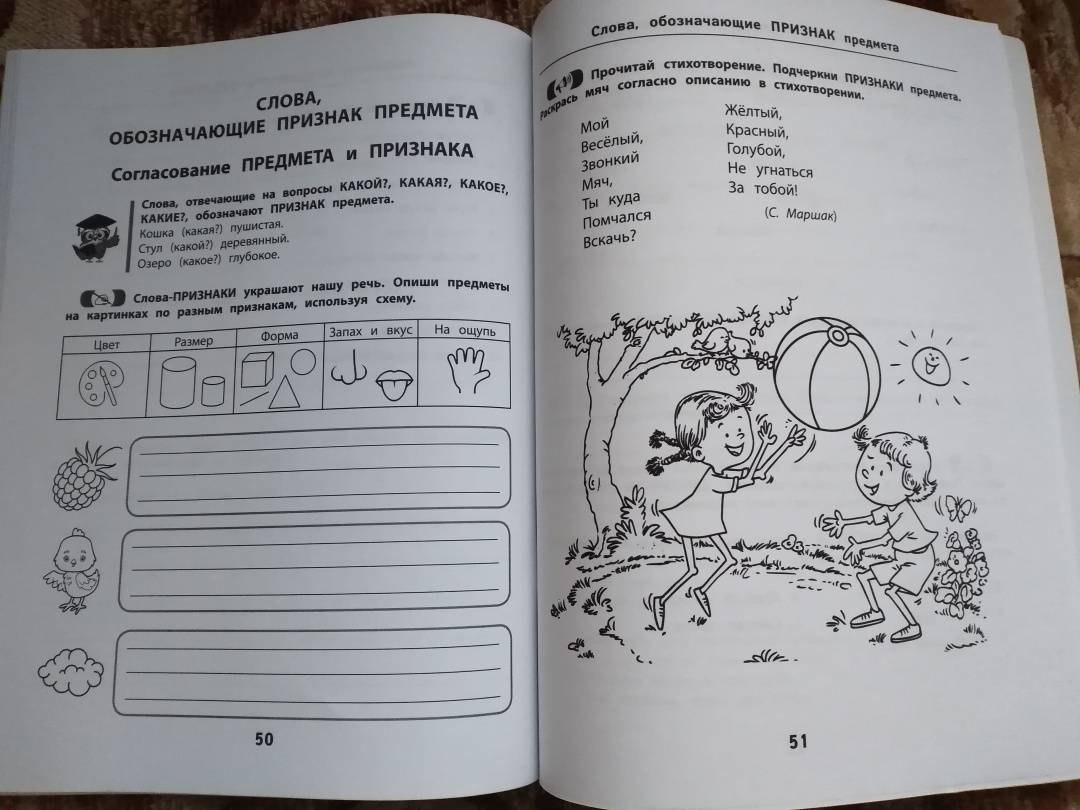 СЛОВА,
ОБОЗНАЧАЮЩИЕ ПРИЗНАК ПРЕДМЕТА
Согласование ПРЕДМЕТА и ПРИЗНАКА
Слова, отвечающие на вопросы КАКОЙ?, КАКАЯ?, КАКОЕ?,
КАКИЕ?, обозначают ПРИЗНАК предмета.
Кошка (какая?) пушистая.
Стул (какой?) деревянный.
Озеро (какое?) глубокое.
Слова-ПРИЗНАКИ украшают нашу речь. Опиши предметы
на картинках по разным признакам, используя схему.
Цвет Размер Форма Запах и вкус На ощупь
50
Слова, обозначающие ПРИЗНАК предмета
Прочитай стихотворение. Подчеркни ПРИЗНАКИ предмета.
Раскрась мяч согласно описанию в стихотворении.
Мой
Весёлый,
Звонкий
Мяч,
Ты куда
Помчался
Вскачь?
Жёлтый,
Красный,
Голубой,
Не угнаться
За тобой!
(С. Маршак)
51